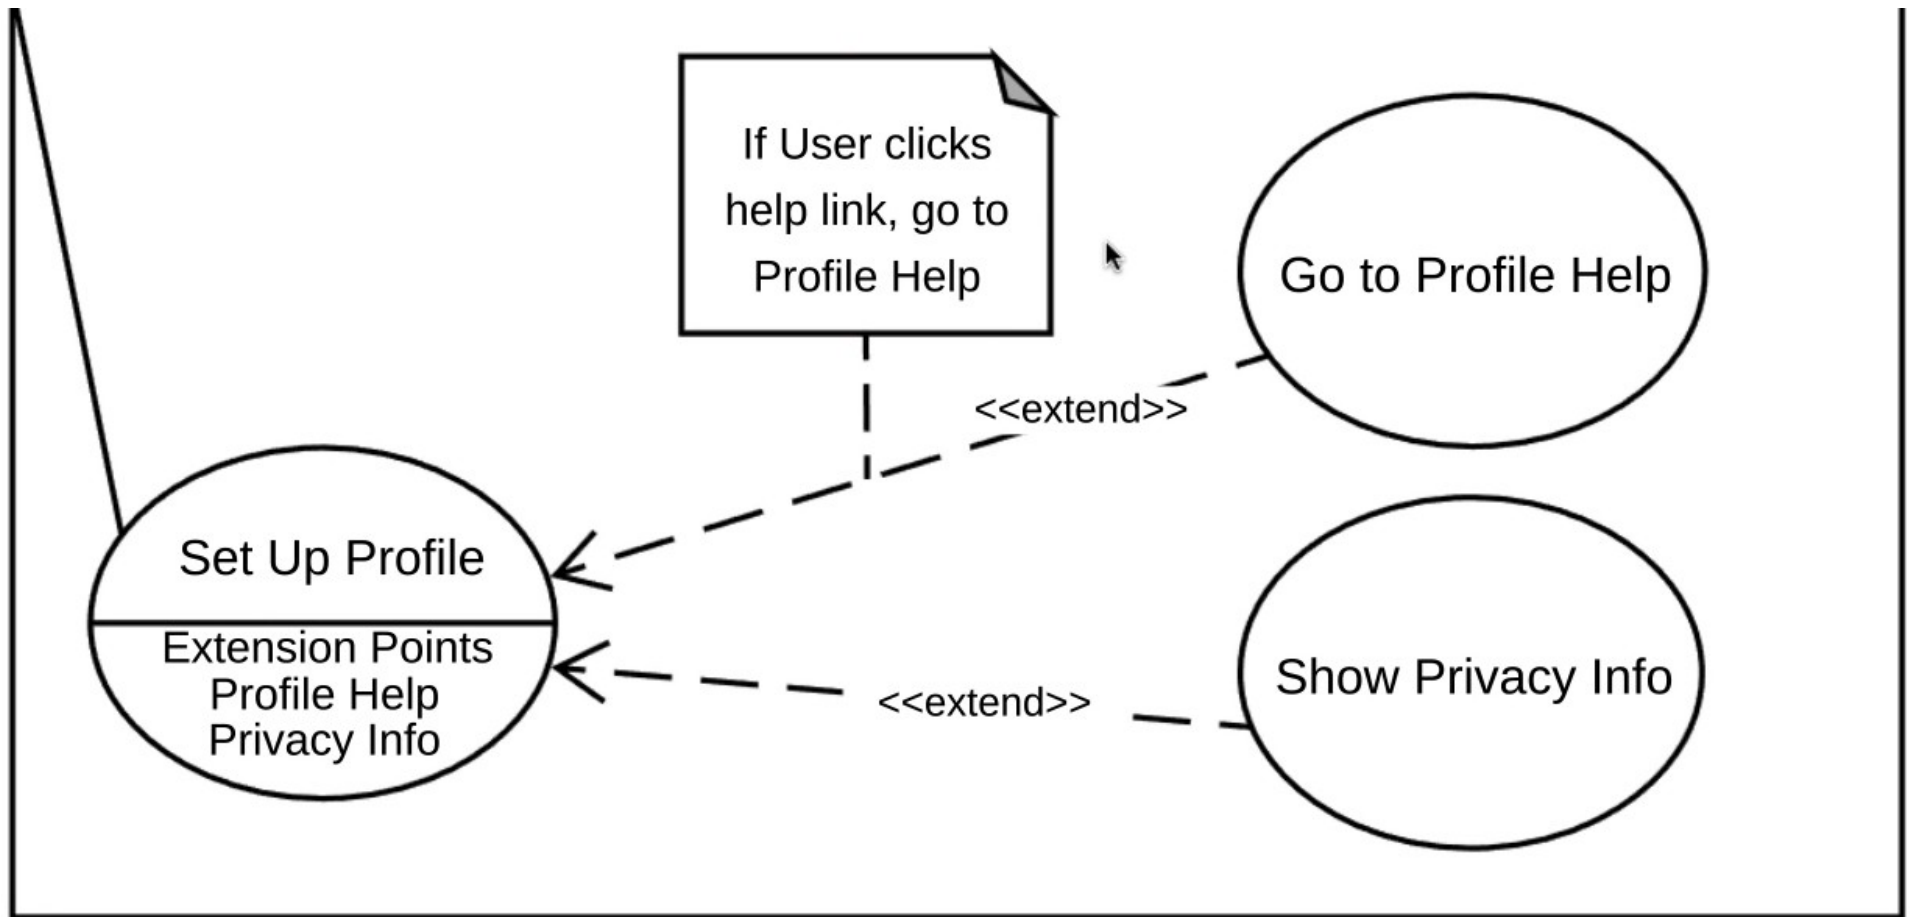 If User clicks
help link, go to
Profile Help
Go to Profile Help
<<extend>>
Set Up Profile
Extension Points
Profile Help
Privacy Info
<<extend>>
Show Privacy Info